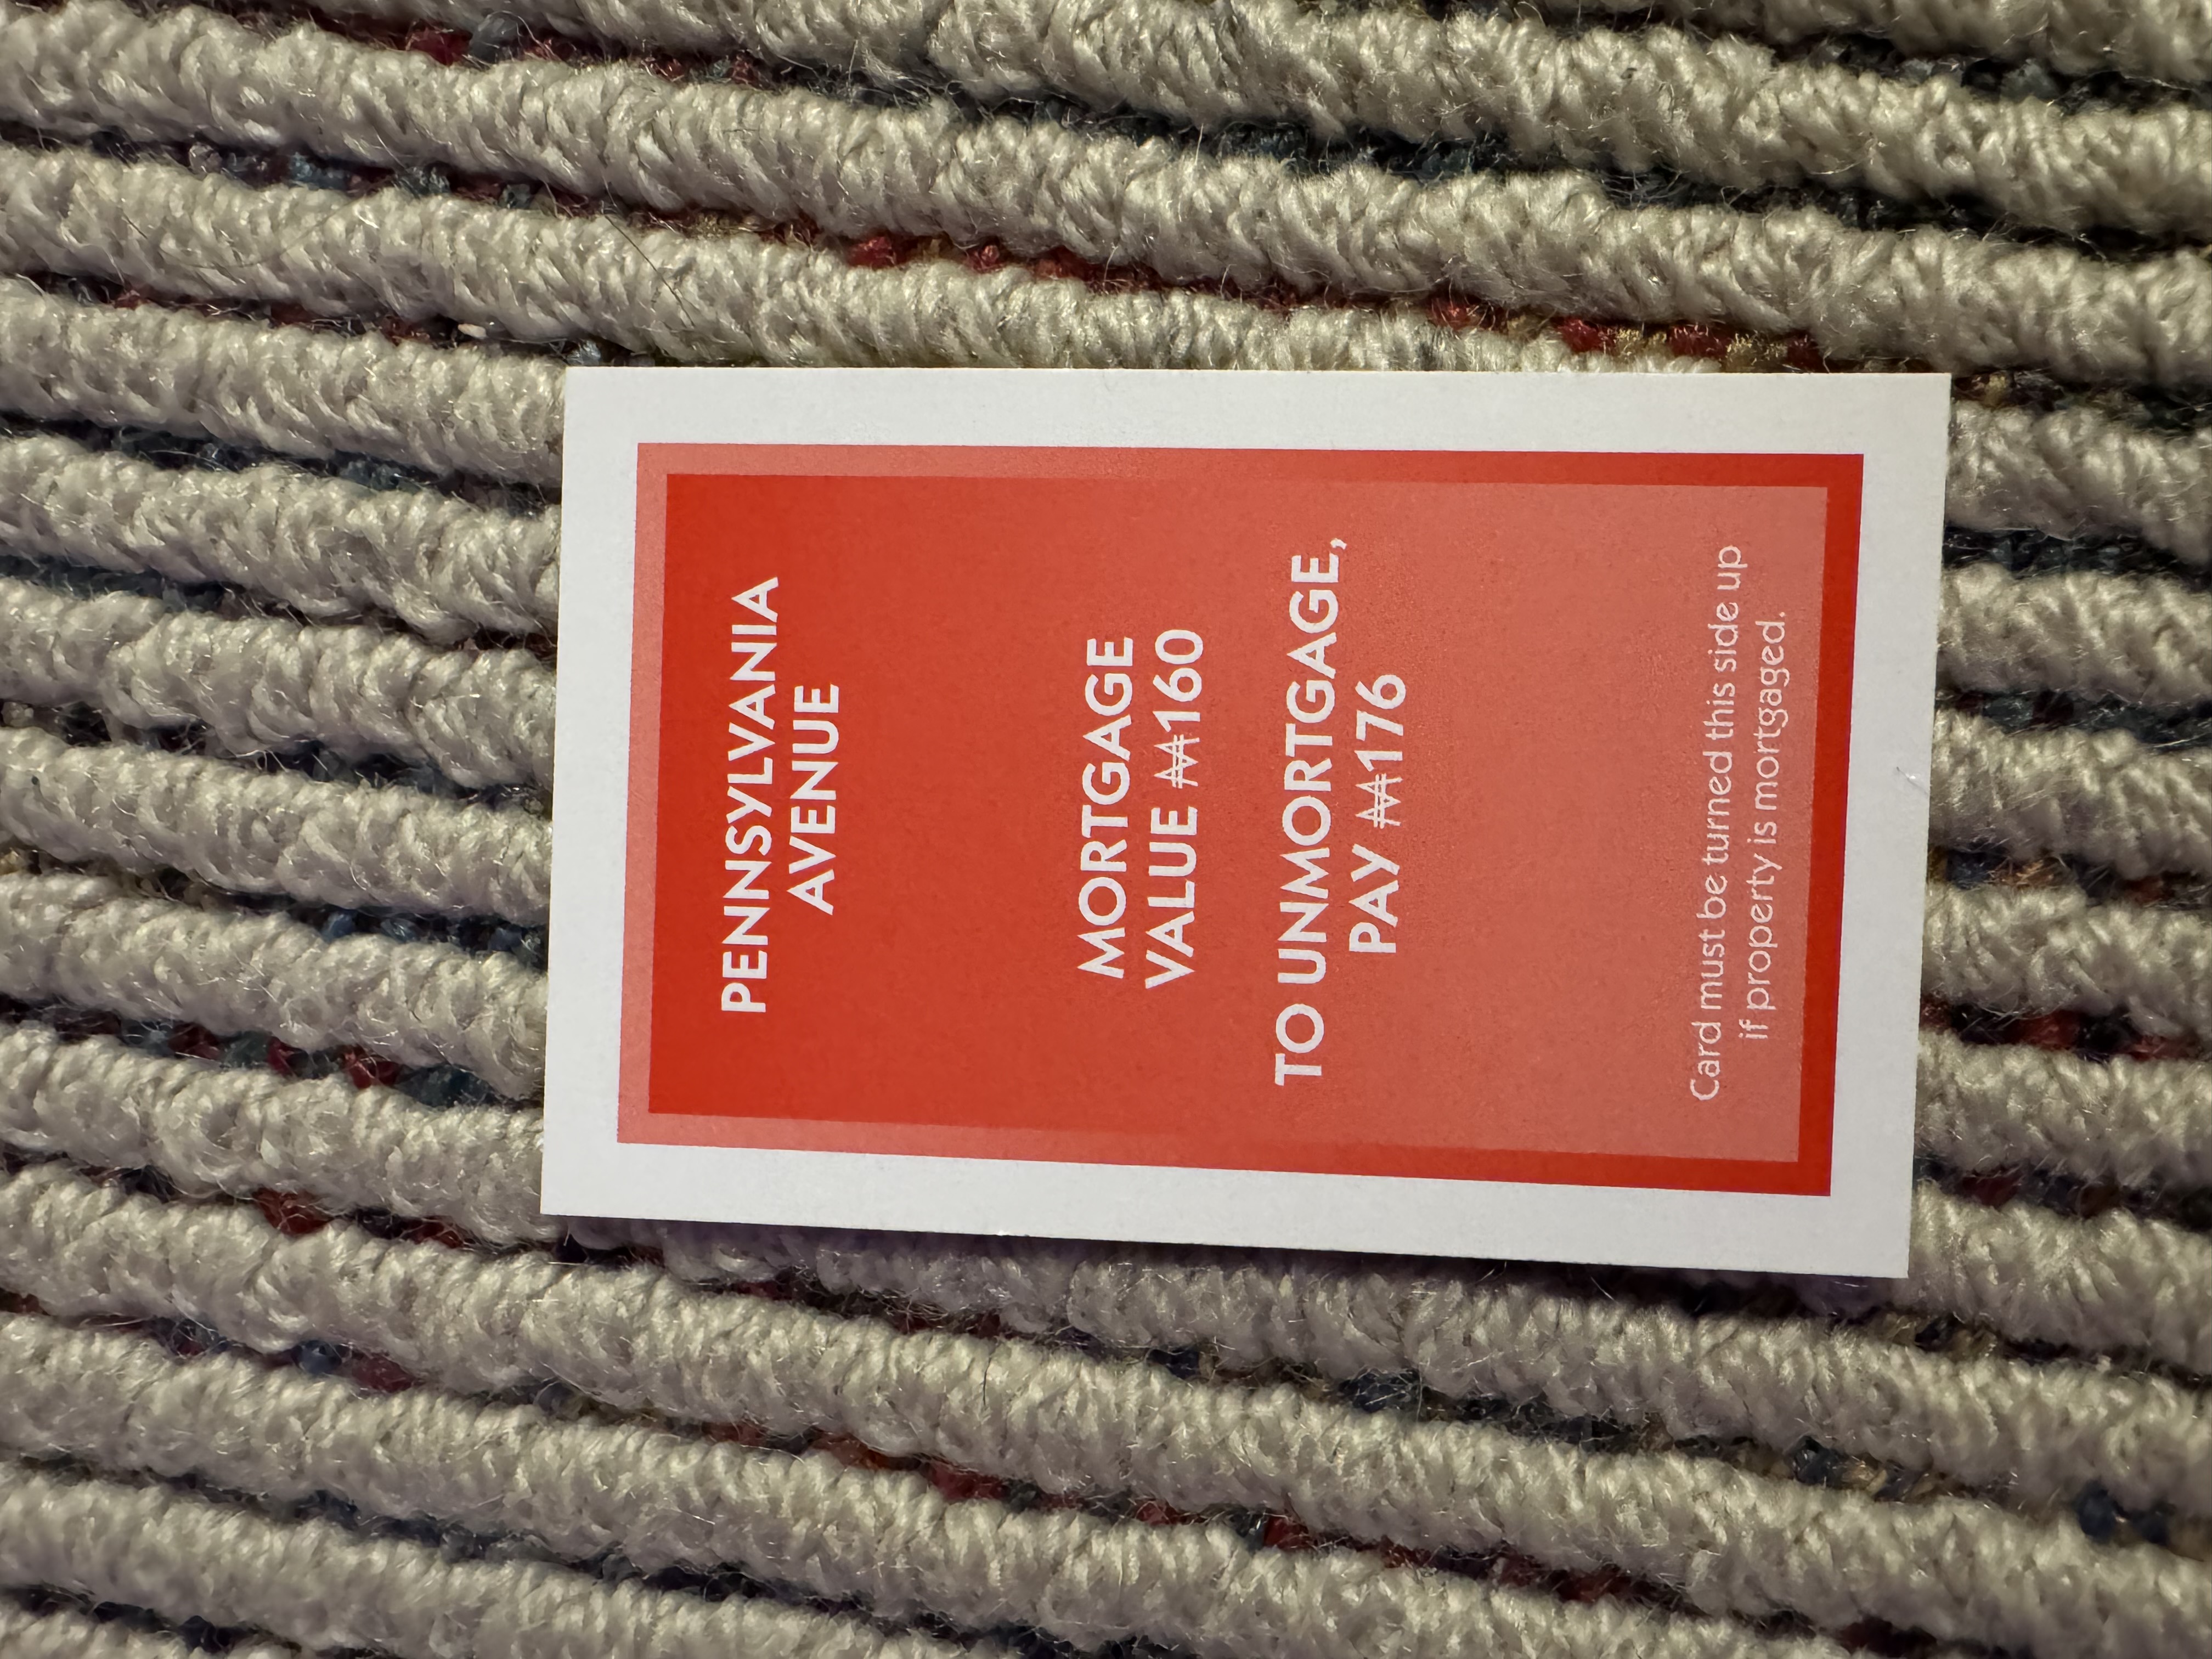 PENNSYLVANIA
AVENUE
MORTGAGE
VALUE ₩160
TO UNMORTGAGE,
PAY ₩176
Card must be turned this side up
if property is mortgaged.